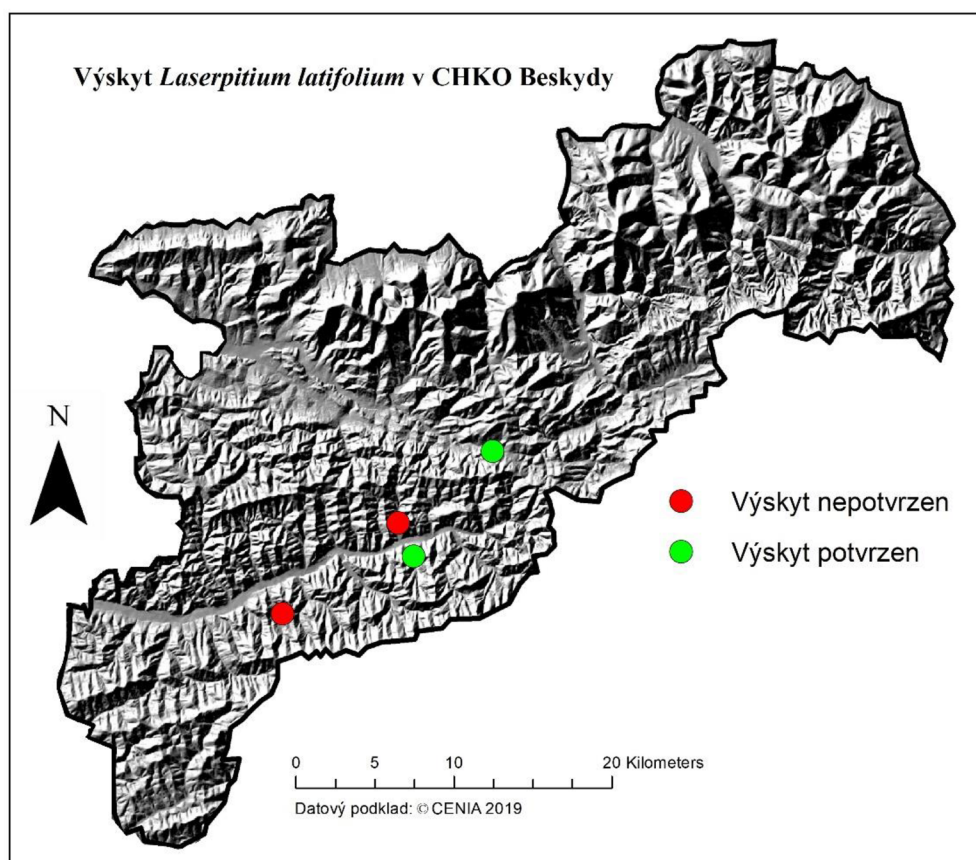 Výskyt Laserpitium latifolium v CHKO Beskydy
N
Výskyt nepotvrzen
Výskyt potvrzen
0 5 10 20 Kilometers
Datový podklad: © CENIA 2019